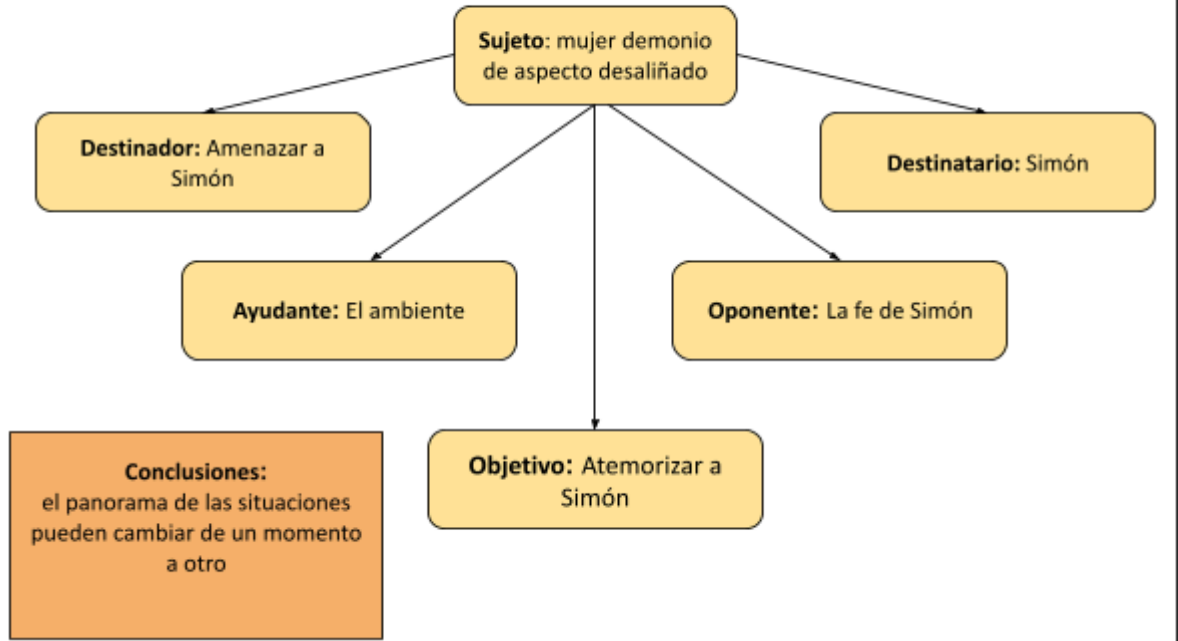 Sujeto: mujer demonio
de aspecto desaliñado
Destinador: Amenazar a
Simón
Destinatario: Simón
Ayudante: El ambiente
Oponente: La fe de Simón
Objetivo: Atemorizar a
Simón
Conclusiones:
el panorama de las situaciones
pueden cambiar de un momento
a otro